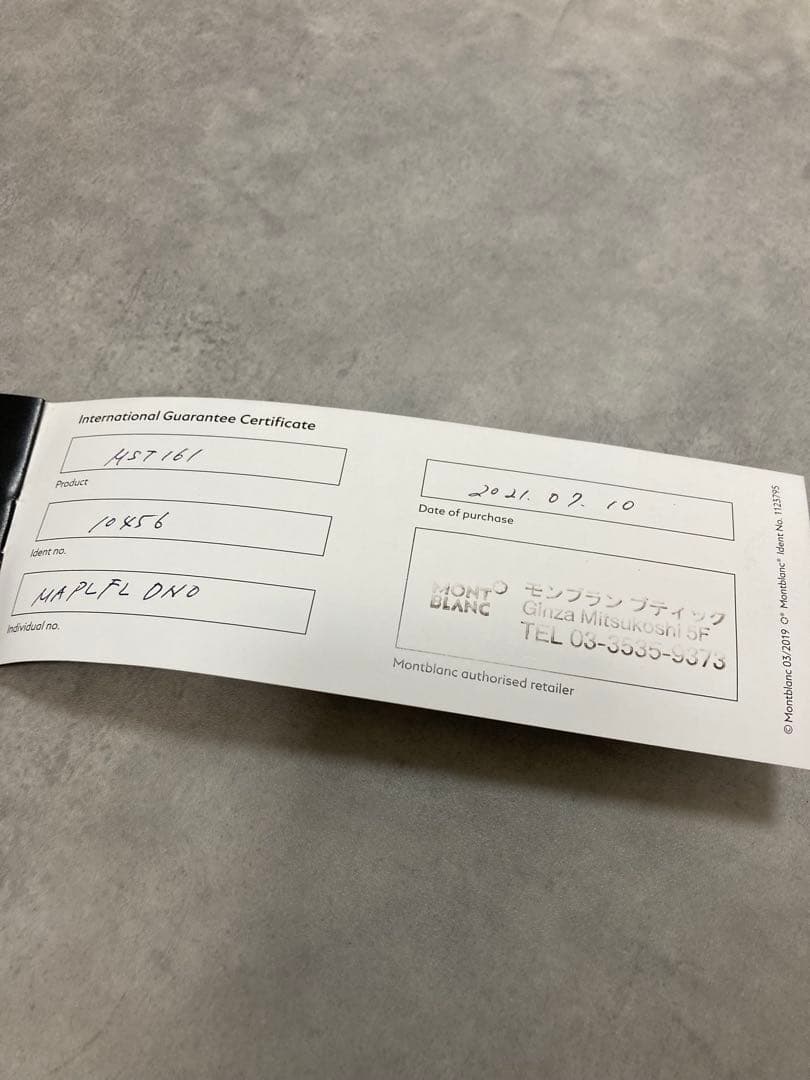 International Guarantee Certificate
MST161
Product
10456
Ident no.
MAPLFL DNO
Individual no.
2021. 07. 10
Date of purchase
MONT BLANC
モンブラン ブティック
Ginza Mitsukoshi 5F
TEL 03-3535-9373
Montblanc authorised retailer
© Montblanc 03/2019 O® Montblanc® Ident No. 1123795